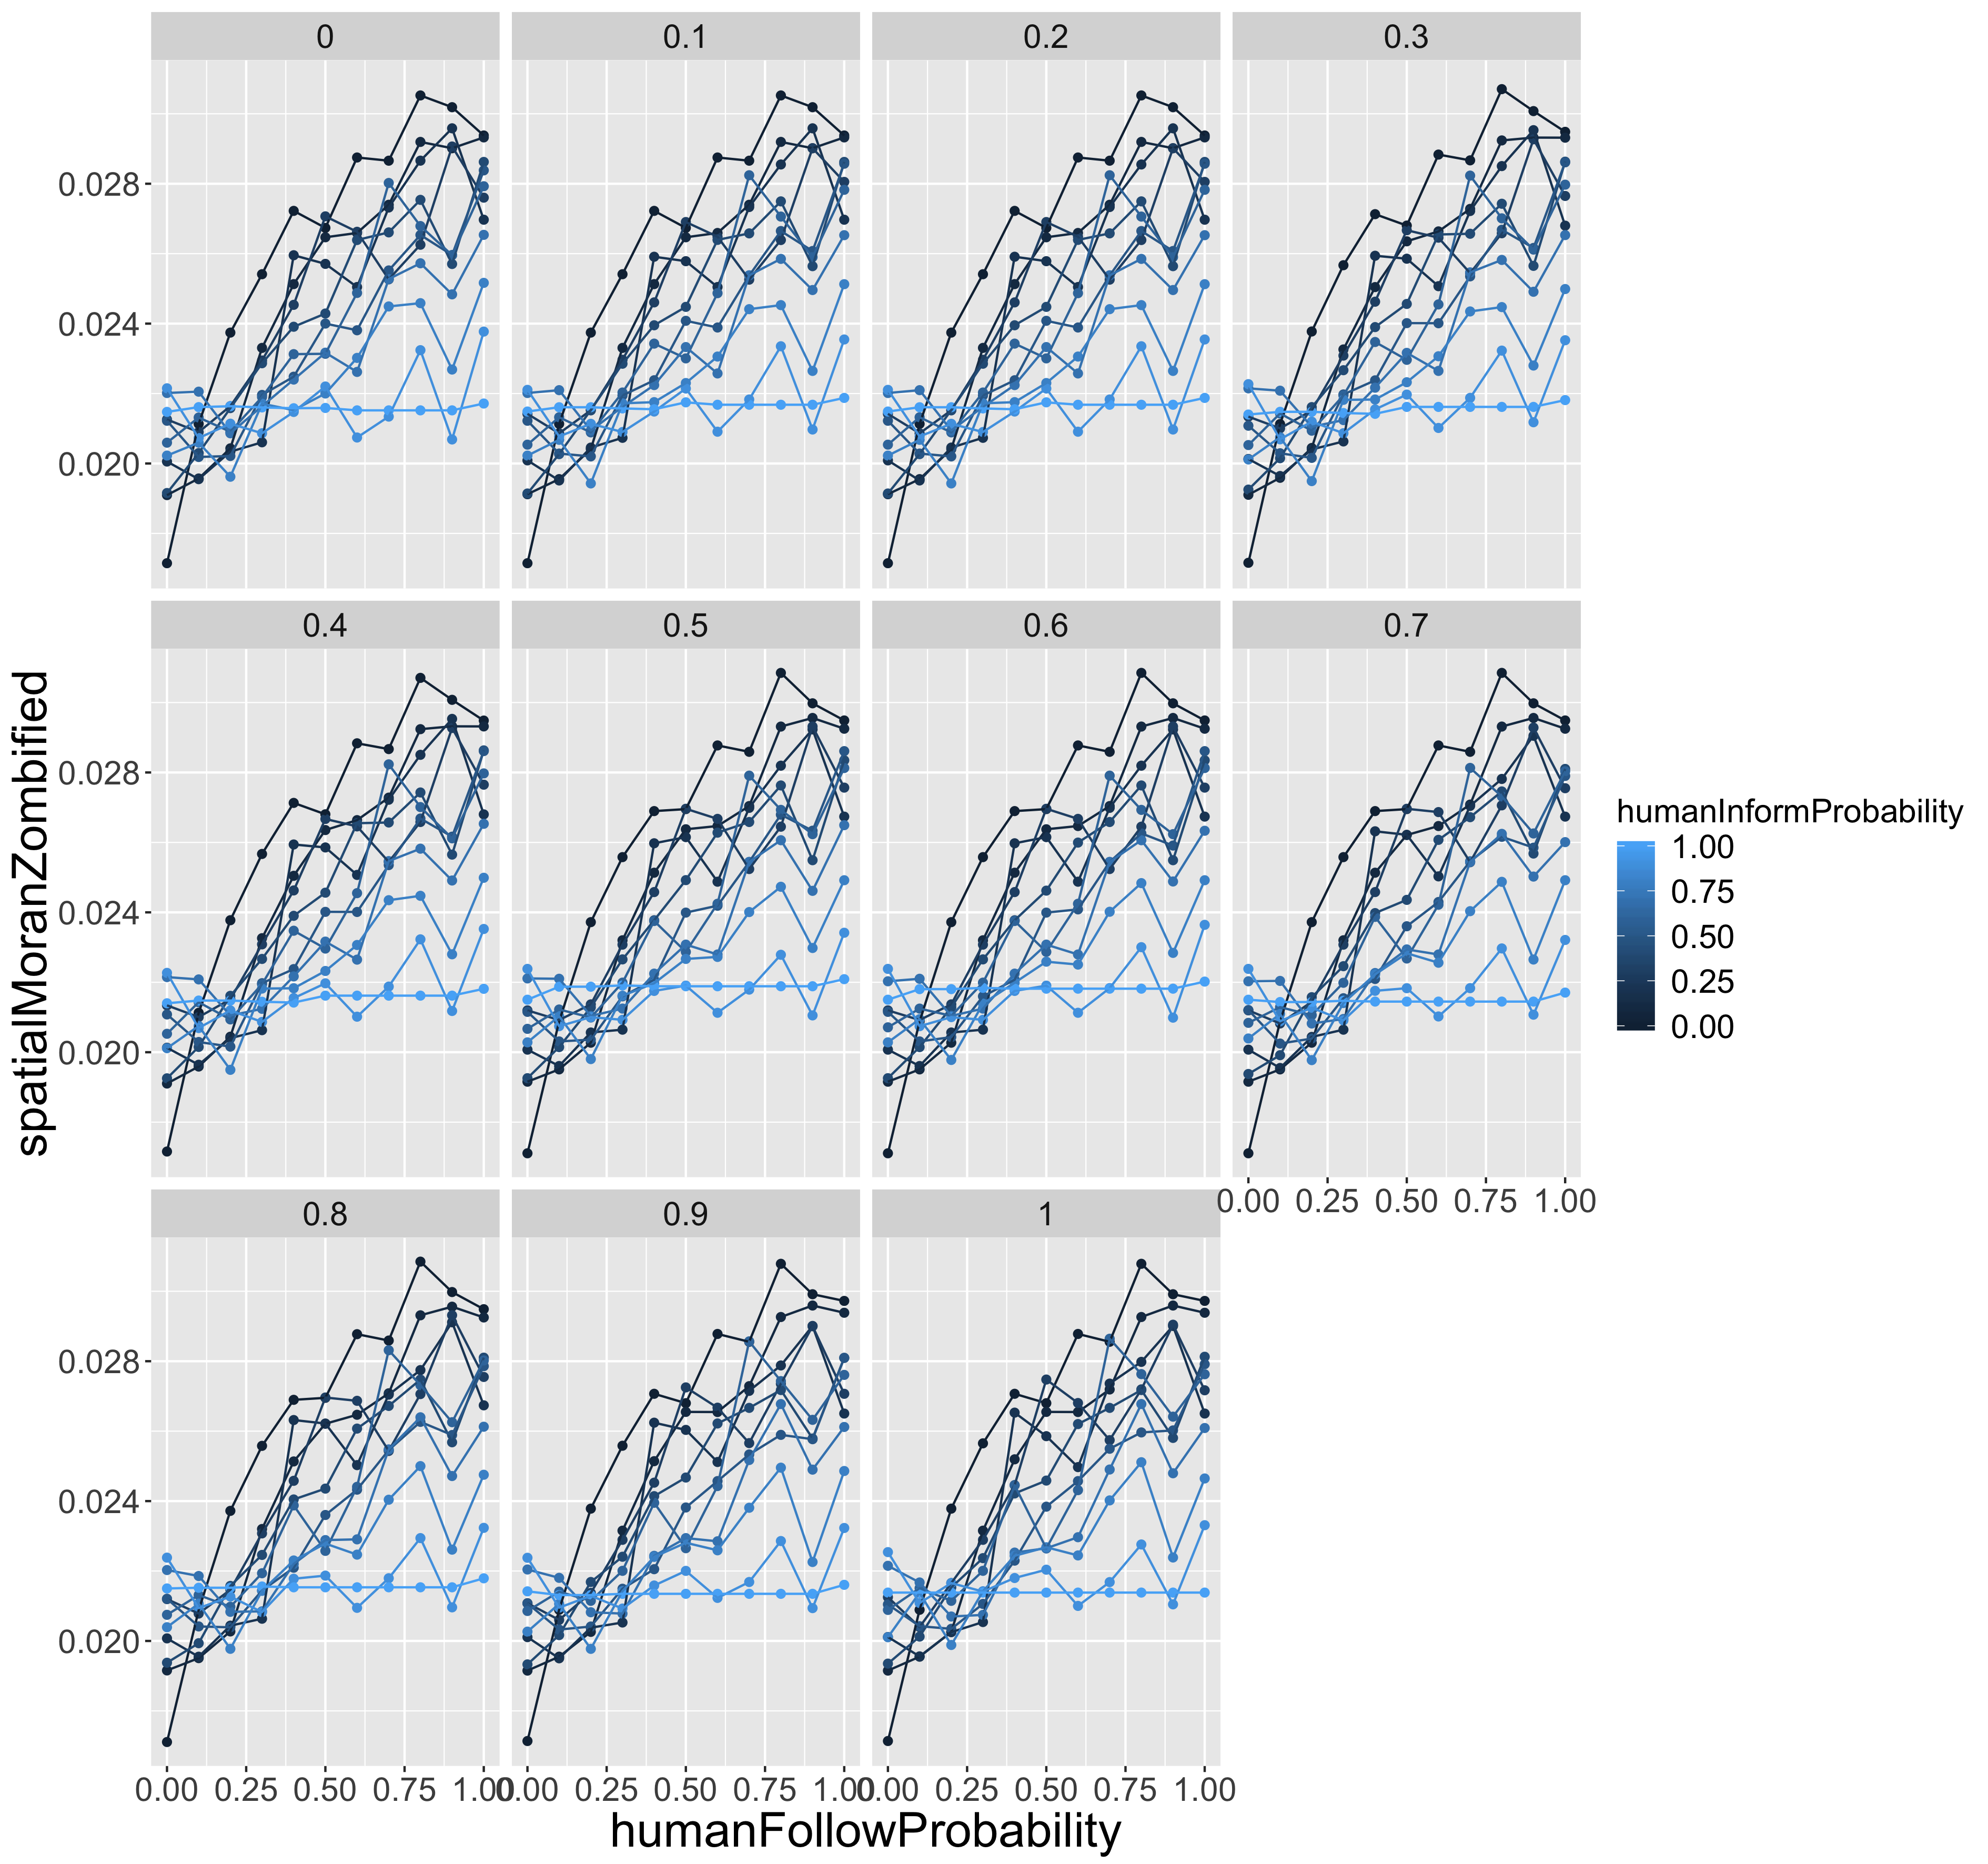 0 0.1 0.2 0.3
0.028
0.024
0.020
0.4 0.5 0.6 0.7
0.028
0.024
0.020
0.00 0.25 0.50 0.75 1.00
0.8 0.9 1
0.028
0.024
0.020
0.00 0.25 0.50 0.75 1.00 0.00 0.25 0.50 0.75 1.00 0.00 0.25 0.50 0.75 1.00
humanFollowProbability
spatialMoranZombified
humanInformProbability
1.00
0.75
0.50
0.25
0.00